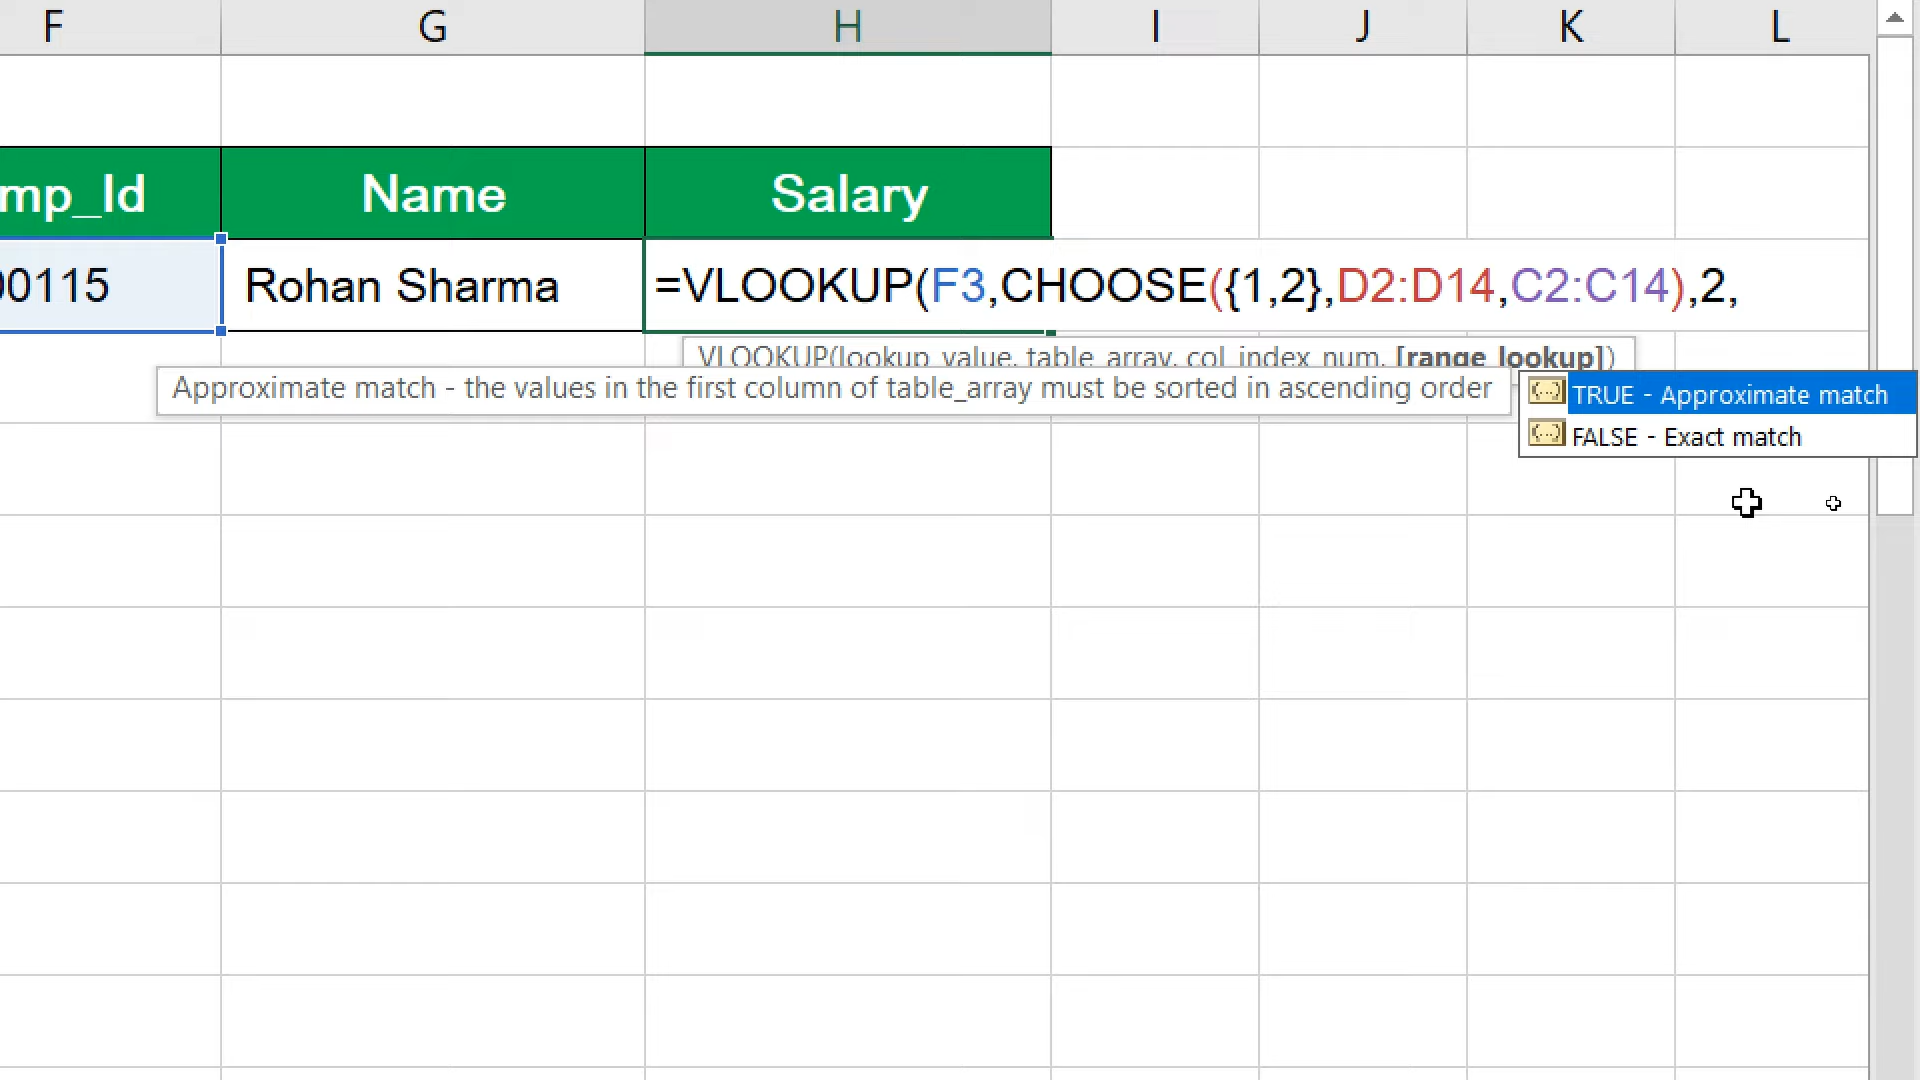 F G H I J K L
mp_Id Name Salary
00115 Rohan Sharma =VLOOKUP(F3,CHOOSE({1,2},D2:D14,C2:C14),2,
VLOOKUP(lookup_value, table_array, col_index_num, [range_lookup])
Approximate match - the values in the first column of table_array must be sorted in ascending order
TRUE - Approximate match
FALSE - Exact match